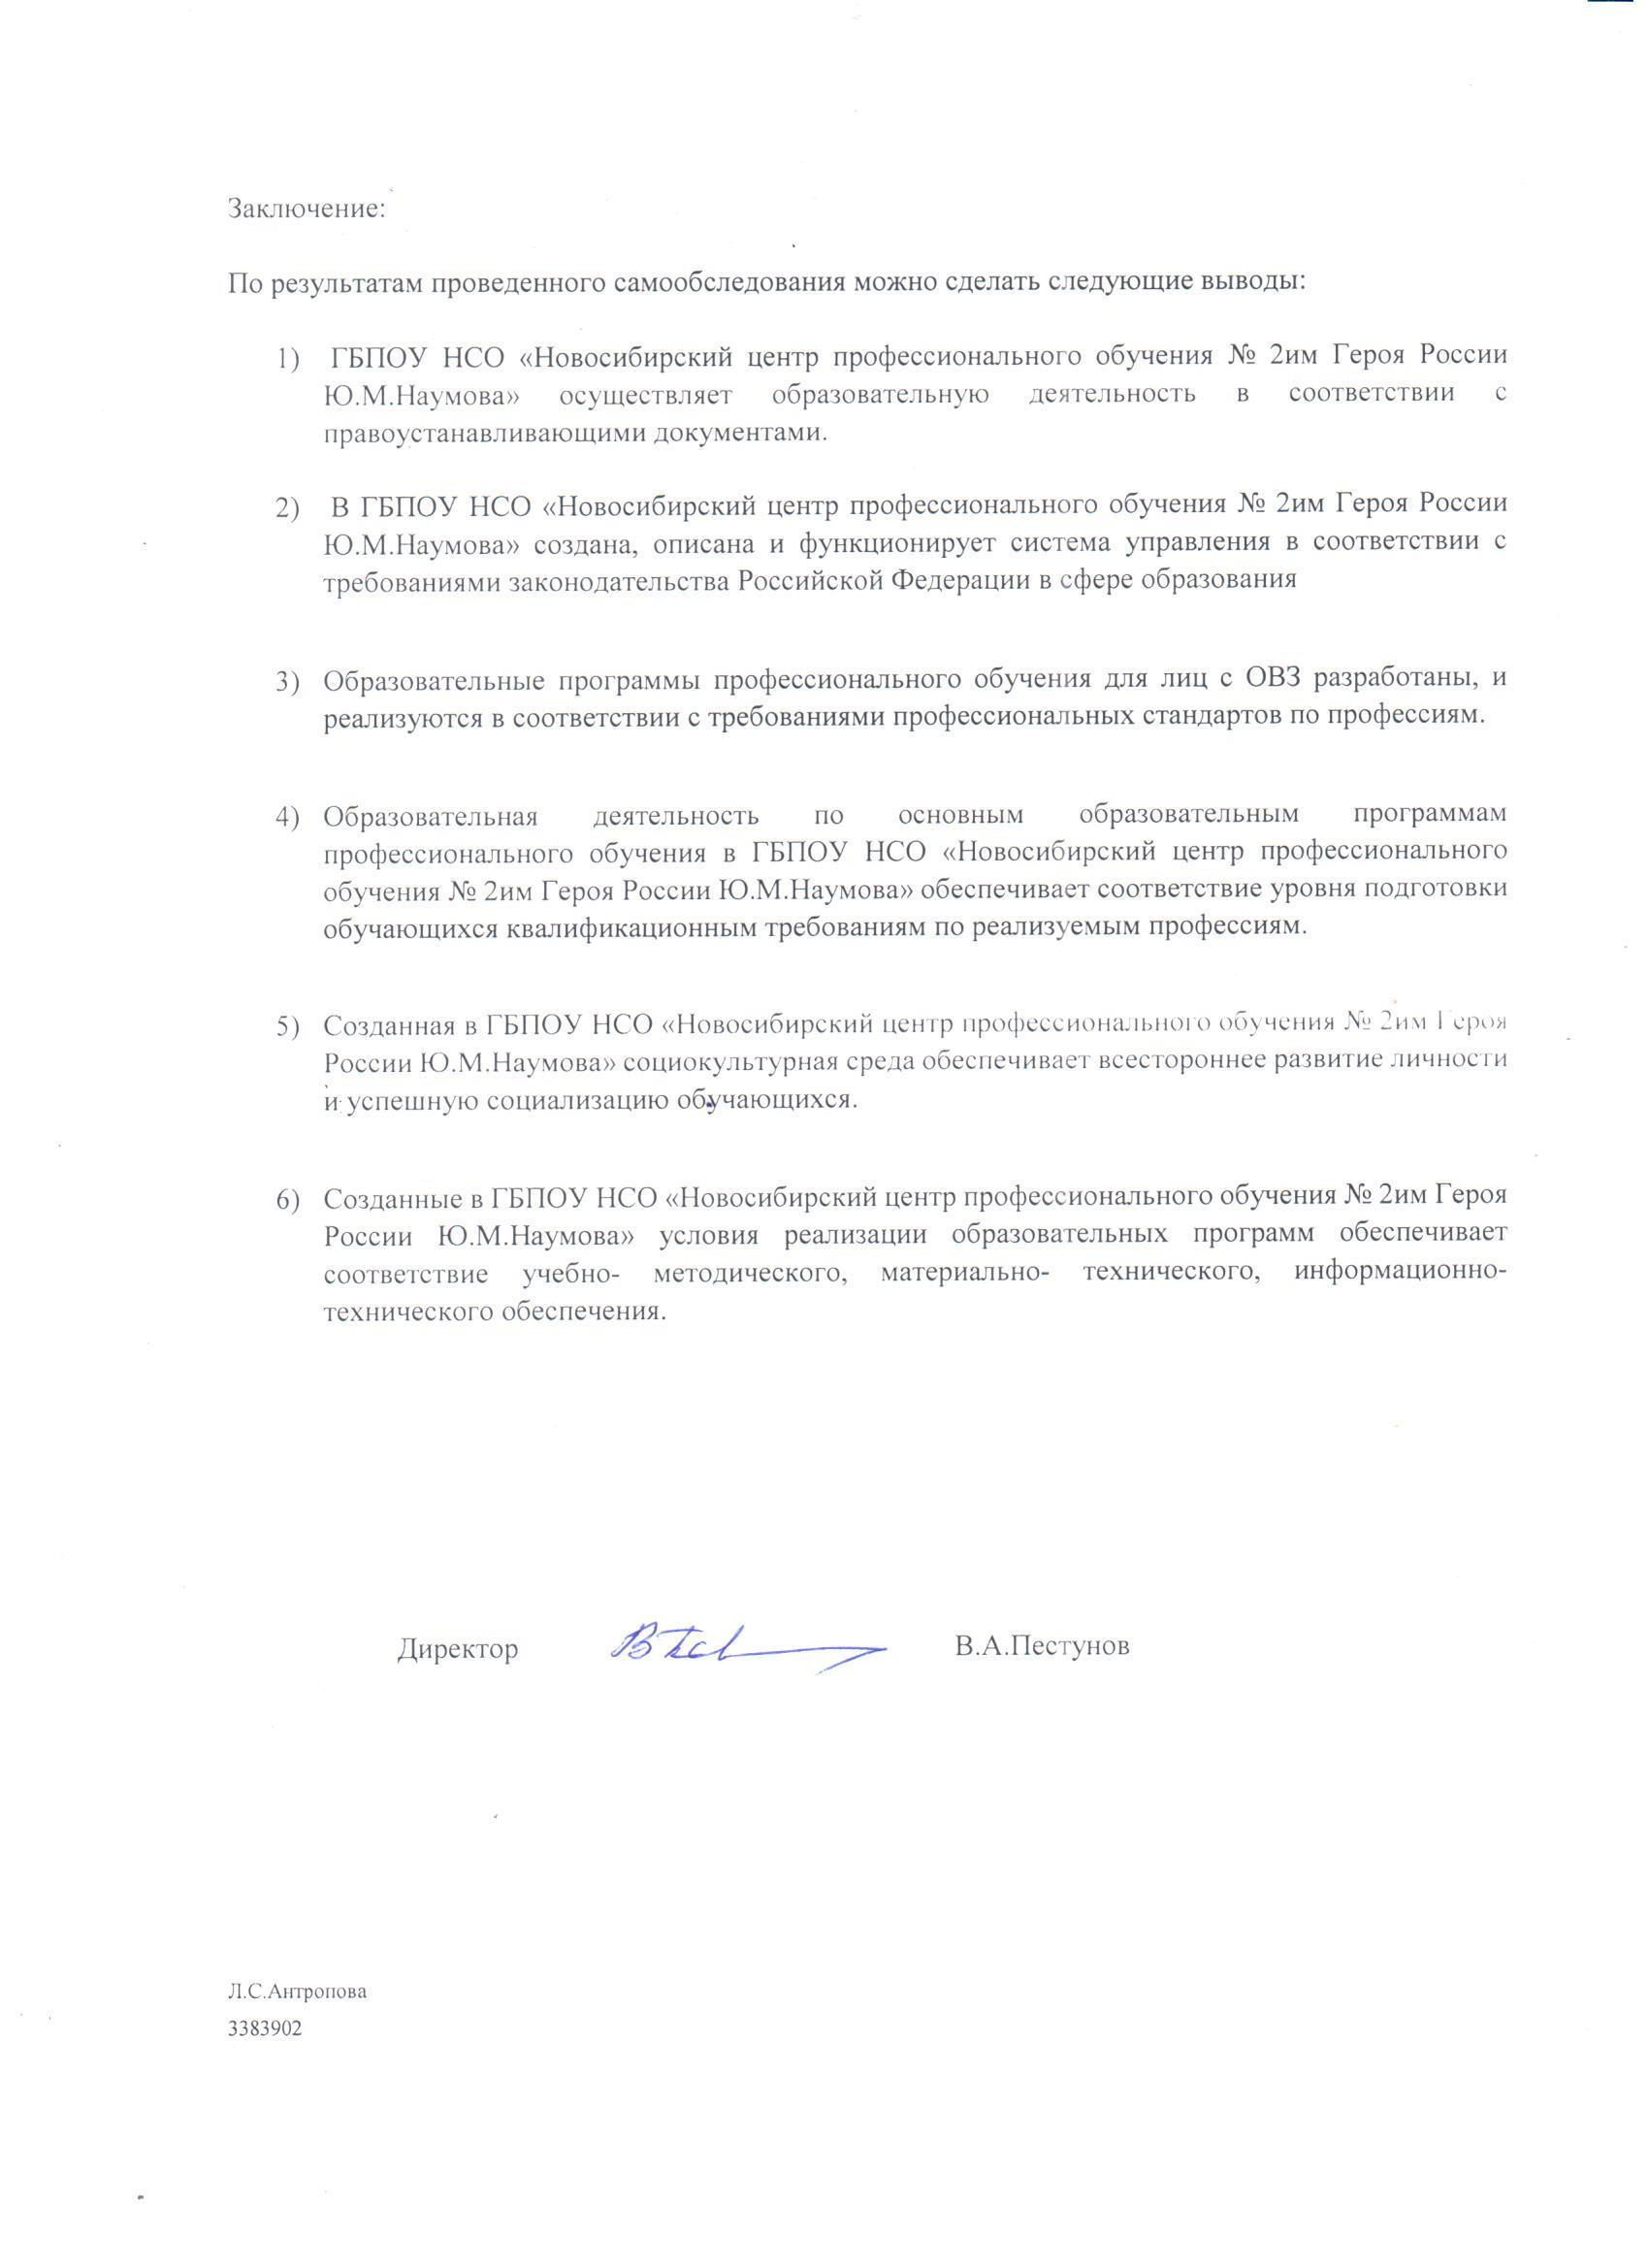 Заключение:
По результатам проведенного самообследования можно сделать следующие выводы:
1) ГБПОУ НСО «Новосибирский центр профессионального обучения № 2им Героя России
Ю.М.Наумова» осуществляет образовательную деятельность в соответствии с
правоустанавливающими документами.
2) В ГБПОУ НСО «Новосибирский центр профессионального обучения № 2им Героя России
Ю.М.Наумова» создана, описана и функционирует система управления в соответствии с
требованиями законодательства Российской Федерации в сфере образования
3) Образовательные программы профессионального обучения для лиц с ОВЗ разработаны, и
реализуются в соответствии с требованиями профессиональных стандартов по профессиям.
4) Образовательная деятельность по основным образовательным программам
профессионального обучения в ГБПОУ НСО «Новосибирский центр профессионального
обучения № 2им Героя России Ю.М.Наумова» обеспечивает соответствие уровня подготовки
обучающихся квалификационным требованиям по реализуемым профессиям.
5) Созданная в ГБПОУ НСО «Новосибирский центр профессионального обучения № 2им Героя
России Ю.М.Наумова» социокультурная среда обеспечивает всестороннее развитие личности
и успешную социализацию обучающихся.
6) Созданные в ГБПОУ НСО «Новосибирский центр профессионального обучения № 2им Героя
России Ю.М.Наумова» условия реализации образовательных программ обеспечивает
соответствие учебно- методического, материально- технического, информационно-
технического обеспечения.
Директор В.А.Пестунов
Л.С.Антропова
3383902